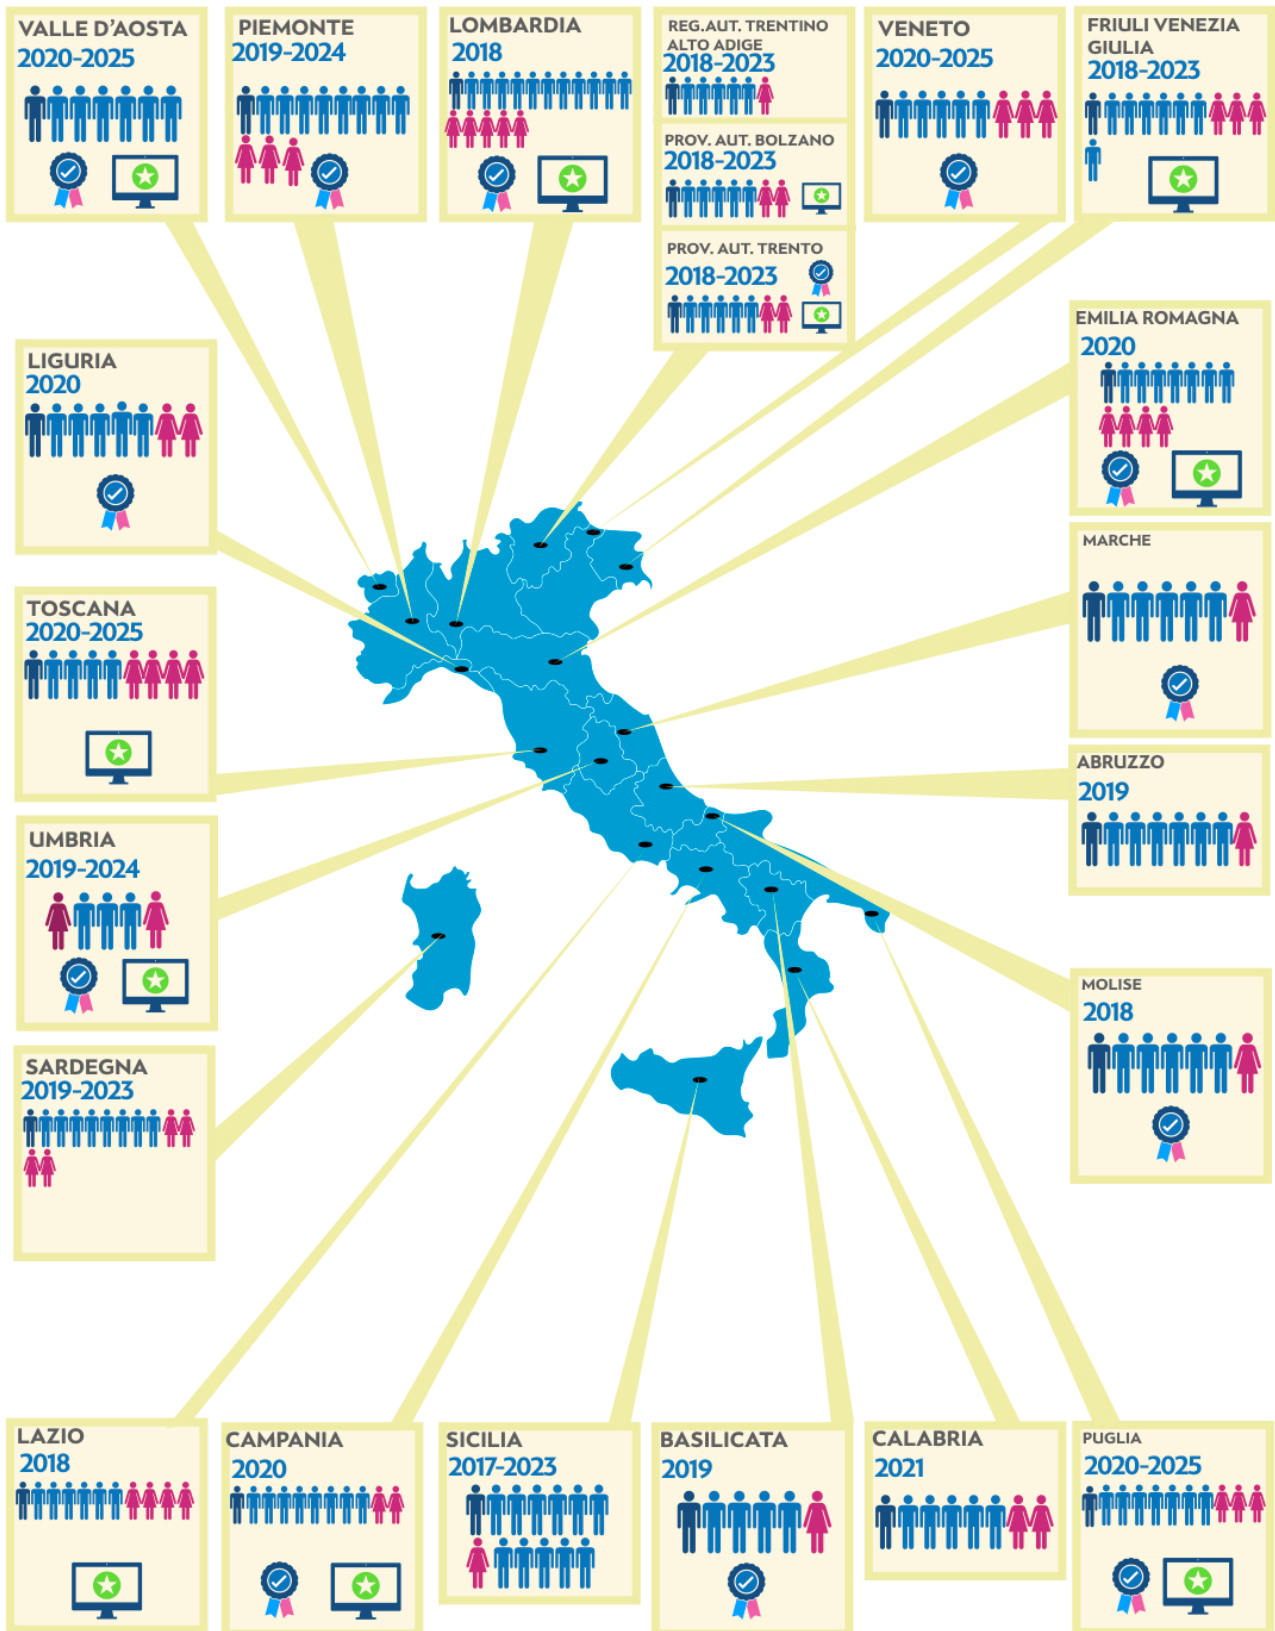 VALLE D'AOSTA
2020-2025
PIEMONTE
2019-2024
LOMBARDIA
2018
REG.AUT. TRENTINO
ALTO ADIGE
2018-2023
PROV. AUT. BOLZANO
2018-2023
PROV. AUT. TRENTO
2018-2023
VENETO
2020-2025
FRIULI VENEZIA
GIULIA
2018-2023
LIGURIA
2020
EMILIA ROMAGNA
2020
TOSCANA
2020-2025
MARCHE
UMBRIA
2019-2024
ABRUZZO
2019
SARDEGNA
2019-2023
MOLISE
2018
LAZIO
2018
CAMPANIA
2020
SICILIA
2017-2023
BASILICATA
2019
CALABRIA
2021
PUGLIA
2020-2025